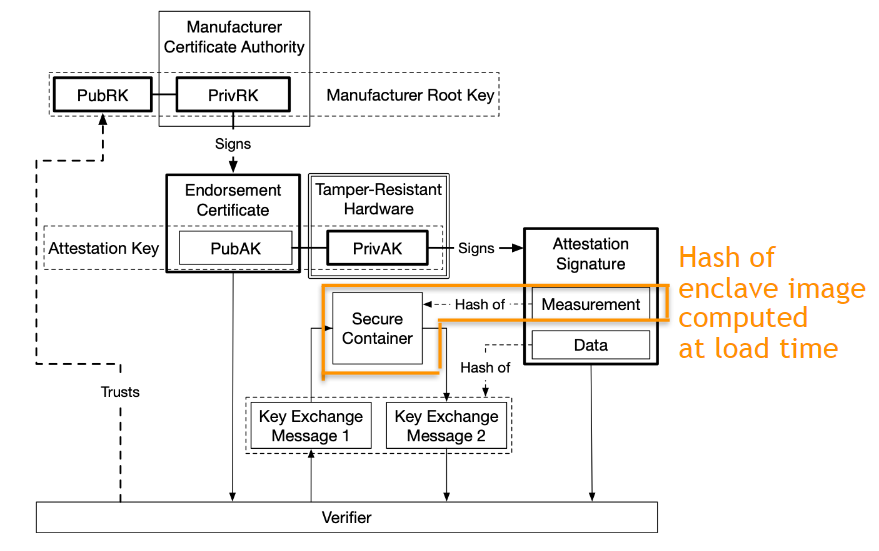 Manufacturer
Certificate Authority
PubRK
PrivRK
Manufacturer Root Key
Signs
Endorsement
Certificate
Tamper-Resistant
Hardware
Attestation Key
PubAK
PrivAK
Signs
Attestation
Signature
Hash of
enclave image
computed
at load time
Secure
Container
Hash of
Measurement
Data
Hash of
Trusts
Key Exchange
Message 1
Key Exchange
Message 2
Verifier